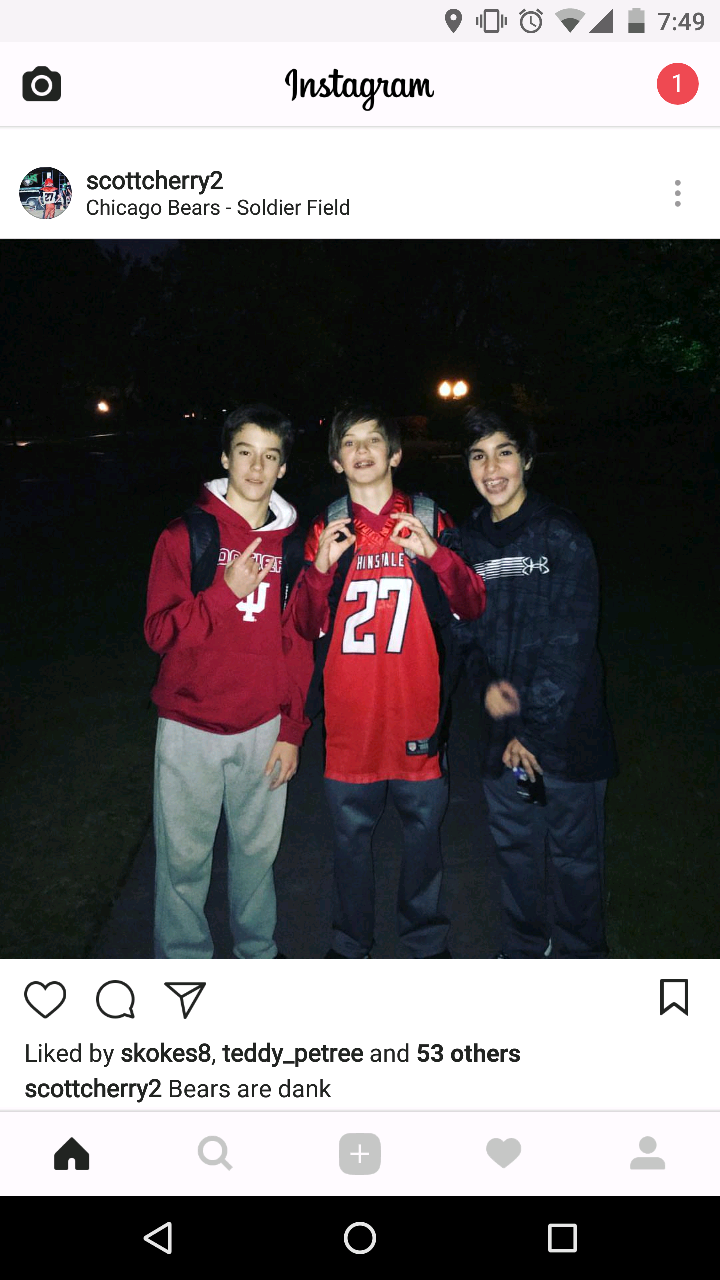 7:49
Instagram
1
scottcherry2
Chicago Bears - Soldier Field
HINSDALE
27
Liked by skokes8, teddy_petree and 53 others
scottcherry2 Bears are dank